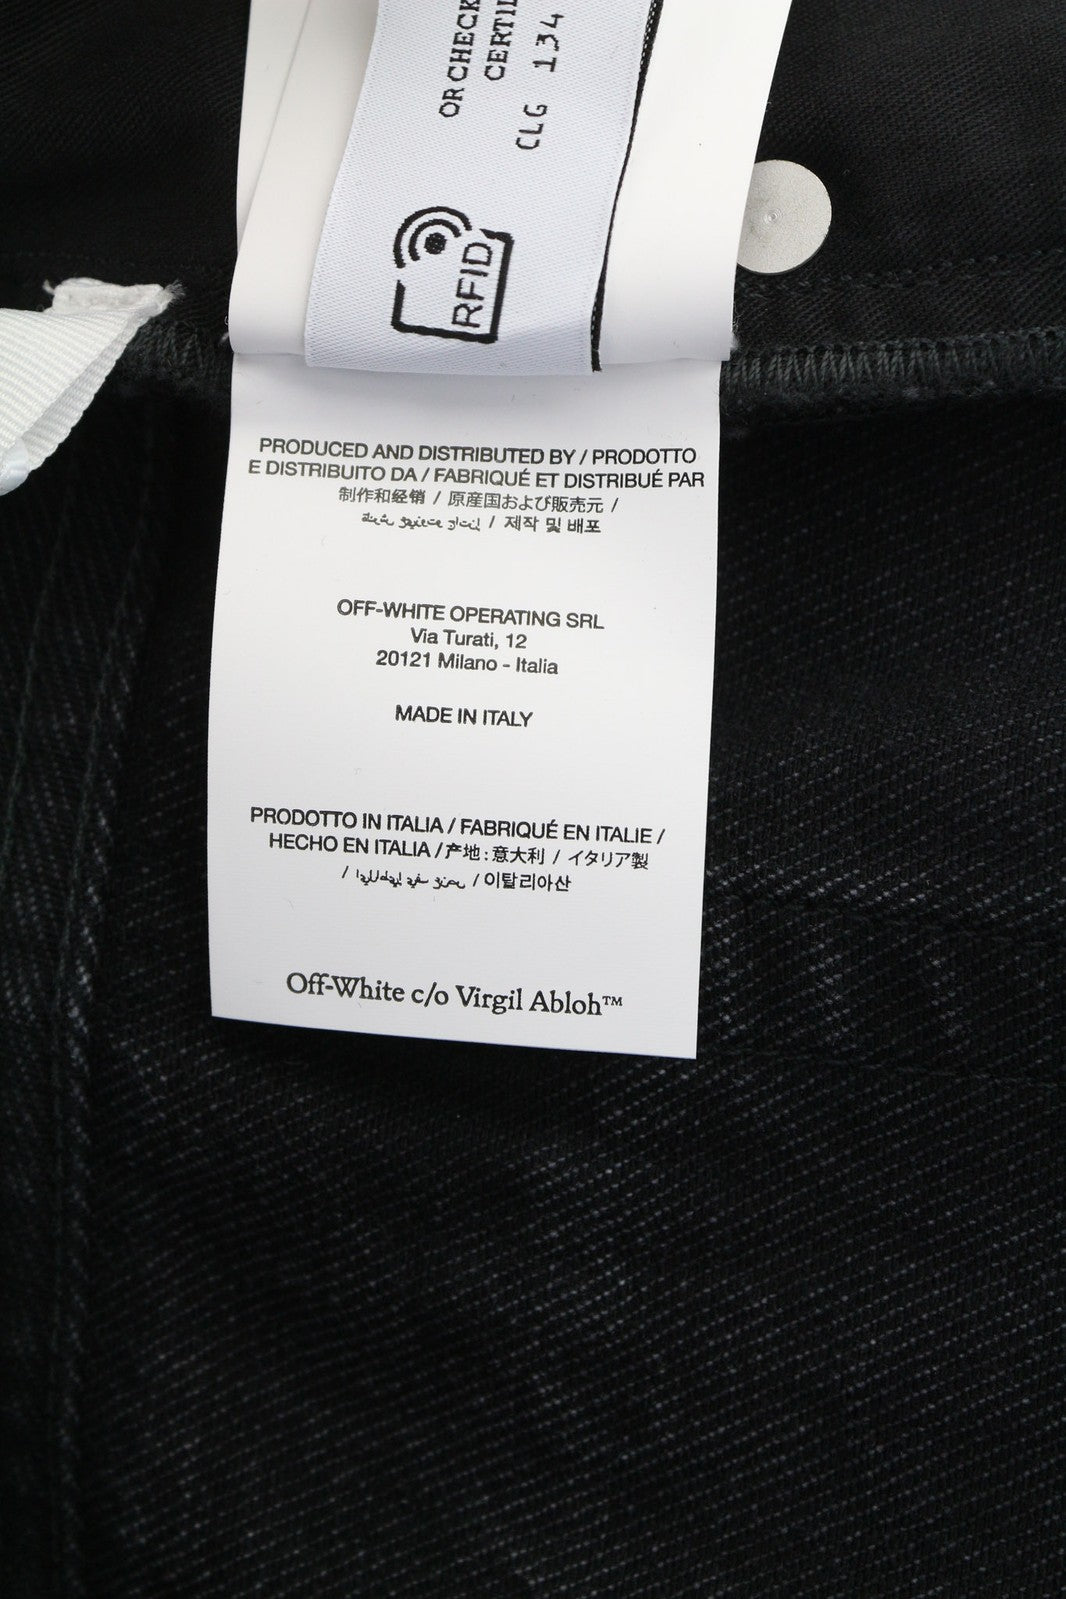 OR CHECK
CERTIL
CLG 134
RFID
PRODUCED AND DISTRIBUTED BY / PRODOTTO
E DISTRIBUITO DA / FABRIQUÉ ET DISTRIBUÉ PAR
制作和经销 / 原産国および販売元 /
/ 제작 및 배포
OFF-WHITE OPERATING SRL
Via Turati, 12
20121 Milano - Italia
MADE IN ITALY
PRODOTTO IN ITALIA / FABRIQUÉ EN ITALIE /
HECHO EN ITALIA / 产地 : 意大利 / イタリア製
/ / 이탈리아산
Off-White c/o Virgil Abloh™